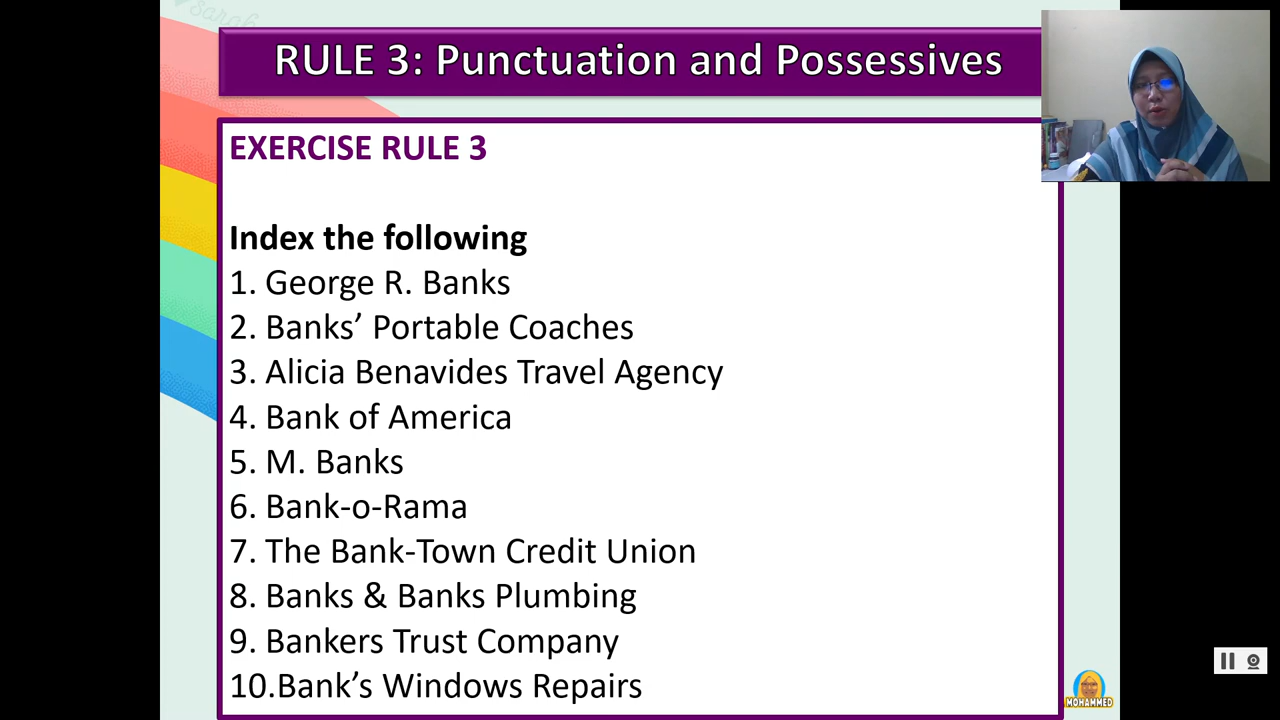 sarah
RULE 3: Punctuation and Possessives
EXERCISE RULE 3
Index the following
1. George R. Banks
2. Banks’ Portable Coaches
3. Alicia Benavides Travel Agency
4. Bank of America
5. M. Banks
6. Bank-o-Rama
7. The Bank-Town Credit Union
8. Banks & Banks Plumbing
9. Bankers Trust Company
10.Bank’s Windows Repairs
MOHAMMED